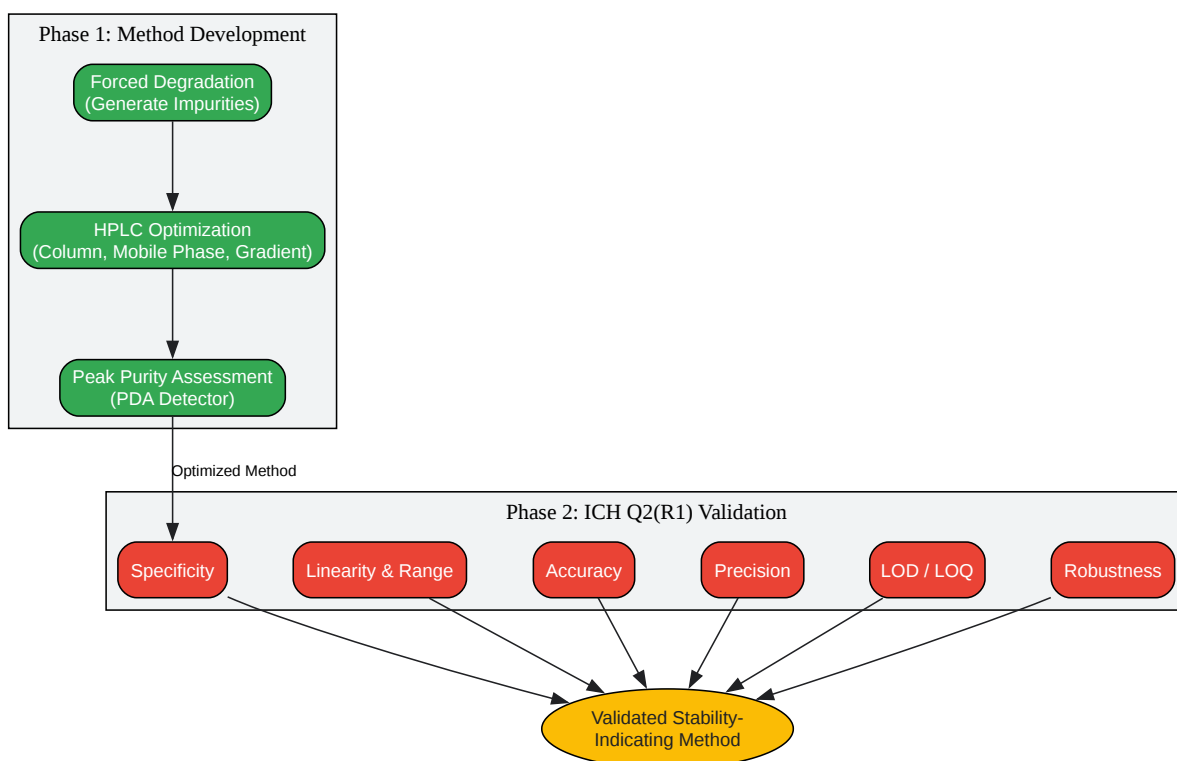 Phase 1: Method Development
Forced Degradation
(Generate Impurities)
HPLC Optimization
(Column, Mobile Phase, Gradient)
Peak Purity Assessment
(PDA Detector)
Optimized Method
Phase 2: ICH Q2(R1) Validation
Specificity
Linearity & Range
Accuracy
Precision
LOD / LOQ
Robustness
Validated Stability-
Indicating Method